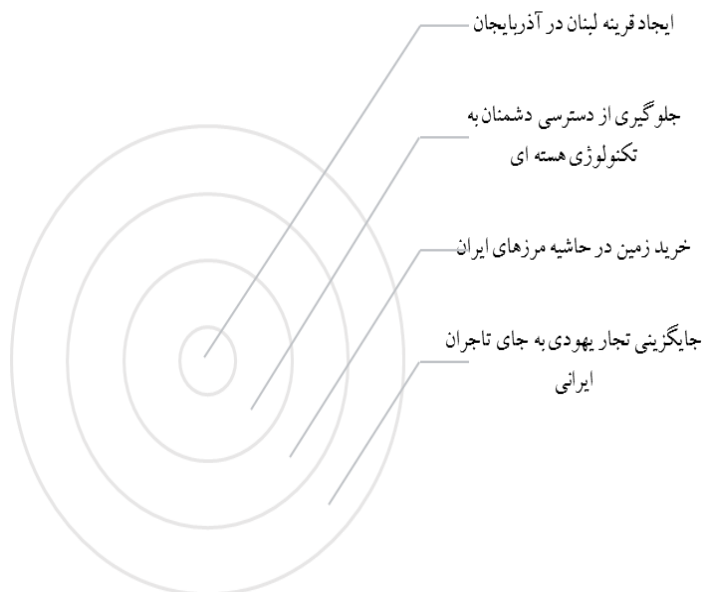 ایجاد قرینه لبنان در آذربایجان
جلوگیری از دسترسی دشمنان به
تکنولوژی هسته ای
خرید زمین در حاشیه مرزهای ایران
جایگزینی تجار یهودی به جای تاجران
ایرانی